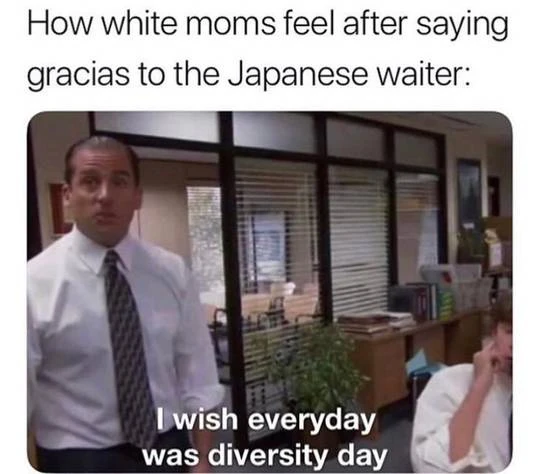 How white moms feel after saying
gracias to the Japanese waiter:
I wish everyday
was diversity day